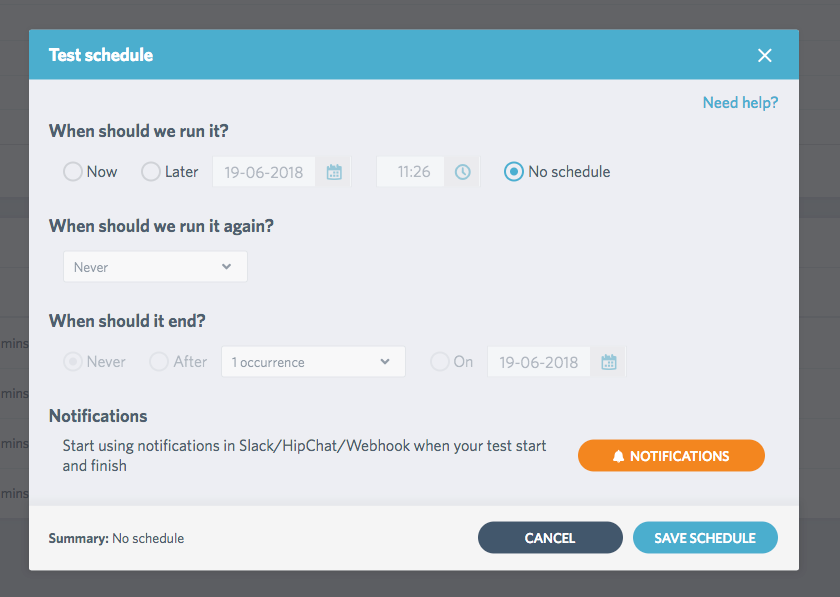 Test schedule
Need help?
When should we run it?
Now Later 19-06-2018 11:26 No schedule
When should we run it again?
Never
When should it end?
mins
Never After 1 occurrence On 19-06-2018
mins
Notifications
Start using notifications in Slack/HipChat/Webhook when your test start
and finish
NOTIFICATIONS
mins
mins
Summary: No schedule
CANCEL SAVE SCHEDULE